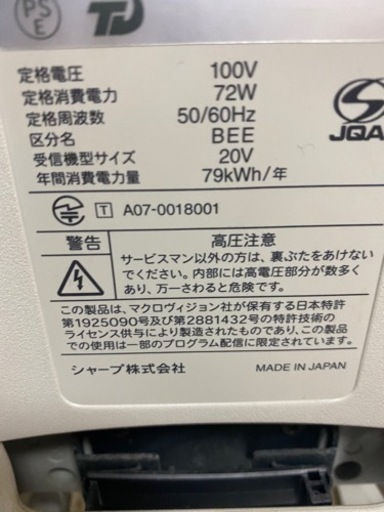 PS
E
TD
定格電圧 100V
定格消費電力 72W
定格周波数 50/60Hz
区分名 BEE
受信機型サイズ 20V
年間消費電力量 79kWh/年
JQA
T A07-0018001
警告 高圧注意
サービスマン以外の方は、裏ぶたをあけない
でください。内部には高電圧部分が数多く
あり、万一さわると危険です。
この製品は、マクロヴィジョン社が保有する日本特許
第1925090号及び第2881432号の特許技術の
ライセンス供与により製造されたものであり、この製品
での使用は一部のプログラム配信に限定されています。
シャープ株式会社 MADE IN JAPAN